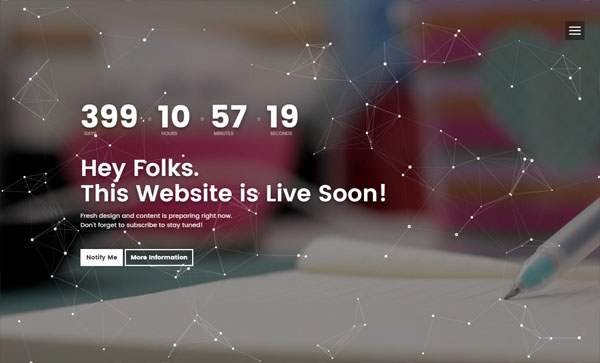 399 10 57 19
DAYS HOURS MINUTES SECONDS
Hey Folks.
This Website is Live Soon!
Fresh design and content is preparing right now.
Don't forget to subscribe to stay tuned!
Notify Me More Information